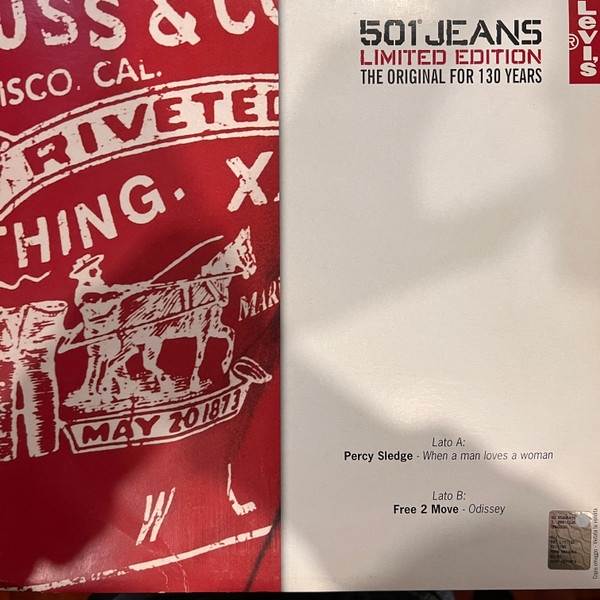 USS & CO
ISCO, CAL.
RIVETED
THING.
X
MAR
MAY 20 1873
W L
501® JEANS
LIMITED EDITION
THE ORIGINAL FOR 130 YEARS
Levi's
®
Lato A:
Percy Sledge - When a man loves a woman
Lato B:
Free 2 Move - Odissey